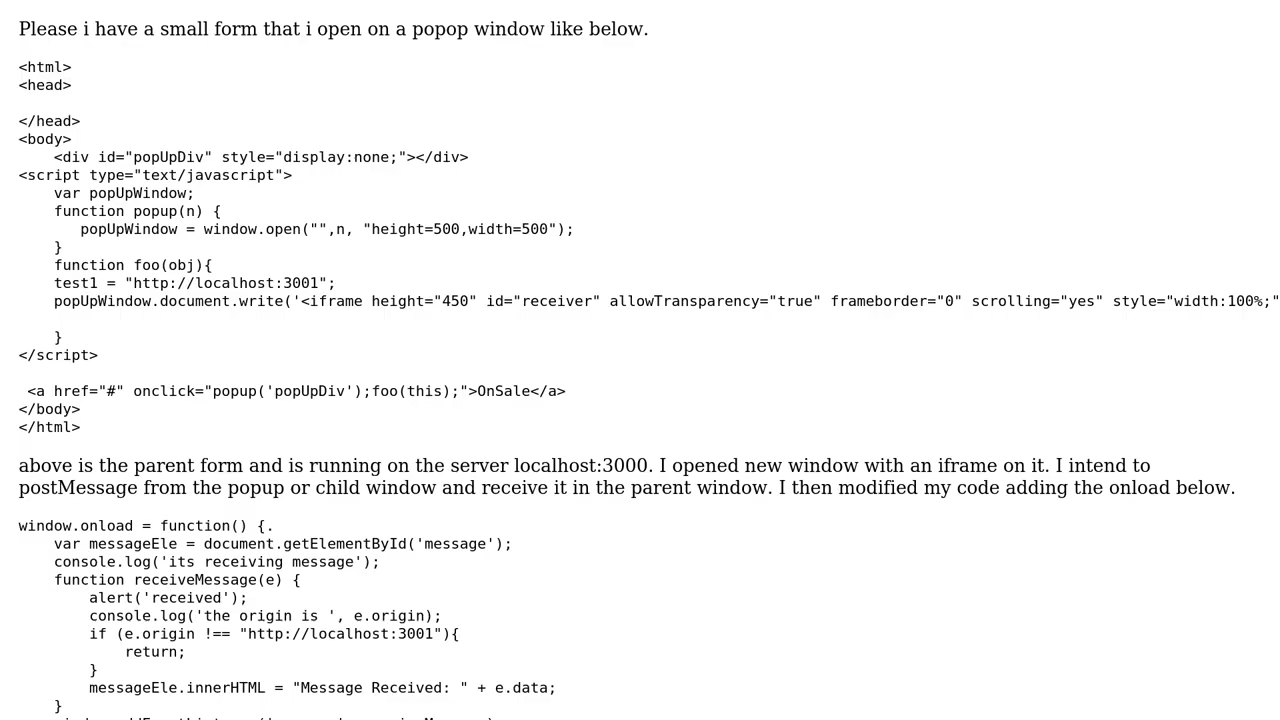 Please i have a small form that i open on a popop window like below.
<html>
<head>
</head>
<body>
    <div id="popUpDiv" style="display:none;"></div>
<script type="text/javascript">
    var popUpWindow;
    function popup(n) {
       popUpWindow = window.open("",n, "height=500,width=500");
    }
    function foo(obj){
    test1 = "http://localhost:3001";
    popUpWindow.document.write('<iframe height="450" id="receiver" allowTransparency="true" frameborder="0" scrolling="yes" style="width:100%;"
    }
</script>
 <a href="#" onclick="popup('popUpDiv');foo(this);">OnSale</a>
</body>
</html>
above is the parent form and is running on the server localhost:3000. I opened new window with an iframe on it. I intend to
postMessage from the popup or child window and receive it in the parent window. I then modified my code adding the onload below.
window.onload = function() {.
    var messageEle = document.getElementById('message');
    console.log('its receiving message');
    function receiveMessage(e) {
        alert('received');
        console.log('the origin is ', e.origin);
        if (e.origin !== "http://localhost:3001"){
            return;
        }
        messageEle.innerHTML = "Message Received: " + e.data;
    }